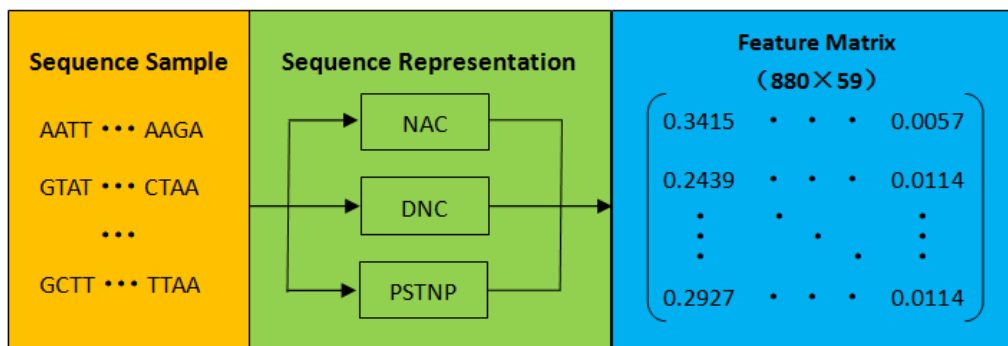 Sequence Sample
AATT ••• AAGA
GTAT ••• CTAA
•••
GCTT ••• TTAA
Sequence Representation
NAC
DNC
PSTNP
Feature Matrix
（880×59）
0.3415 • • • 0.0057
0.2439 • • • 0.0114
0.2927 • • • 0.0114